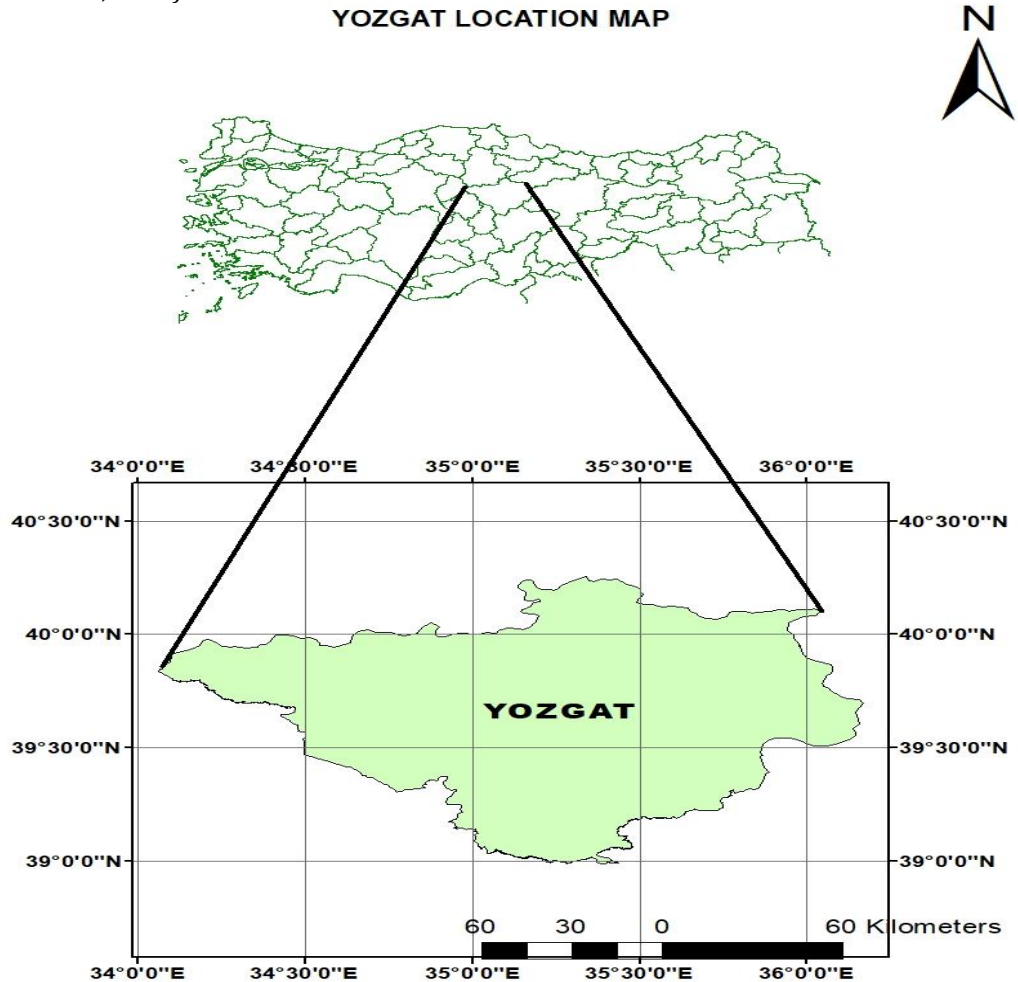 YOZGAT LOCATION MAP
N
34°0'0"E 34°30'0"E 35°0'0"E 35°30'0"E 36°0'0"E
40°30'0"N 40°30'0"N
40°0'0"N 40°0'0"N
YOZGAT
39°30'0"N 39°30'0"N
39°0'0"N 39°0'0"N
60 30 0 60 Kilometers
34°0'0"E 34°30'0"E 35°0'0"E 35°30'0"E 36°0'0"E